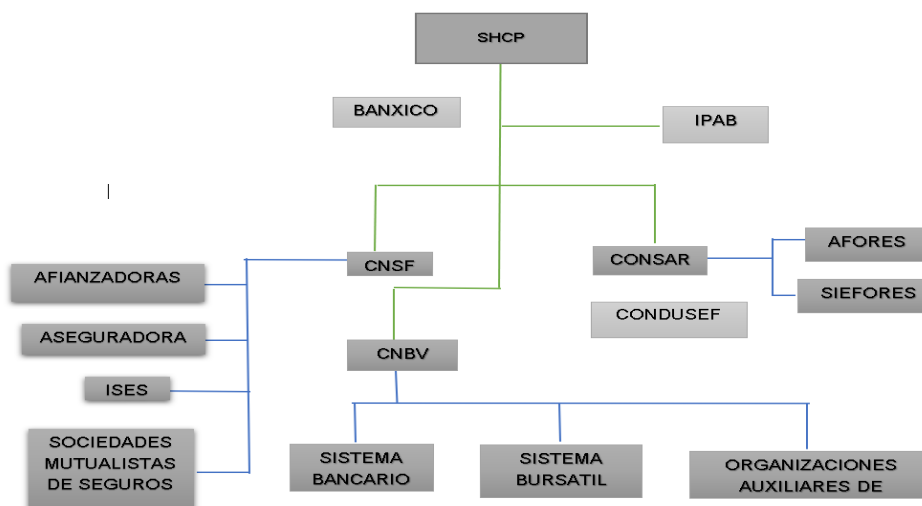 SHCP
BANXICO
IPAB
CNSF
CONSAR
AFORES
AFIANZADORAS
SIEFORES
CONDUSEF
ASEGURADORA
CNBV
ISES
SOCIEDADES
MUTUALISTAS
DE SEGUROS
SISTEMA
BANCARIO
SISTEMA
BURSATIL
ORGANIZACIONES
AUXILIARES DE